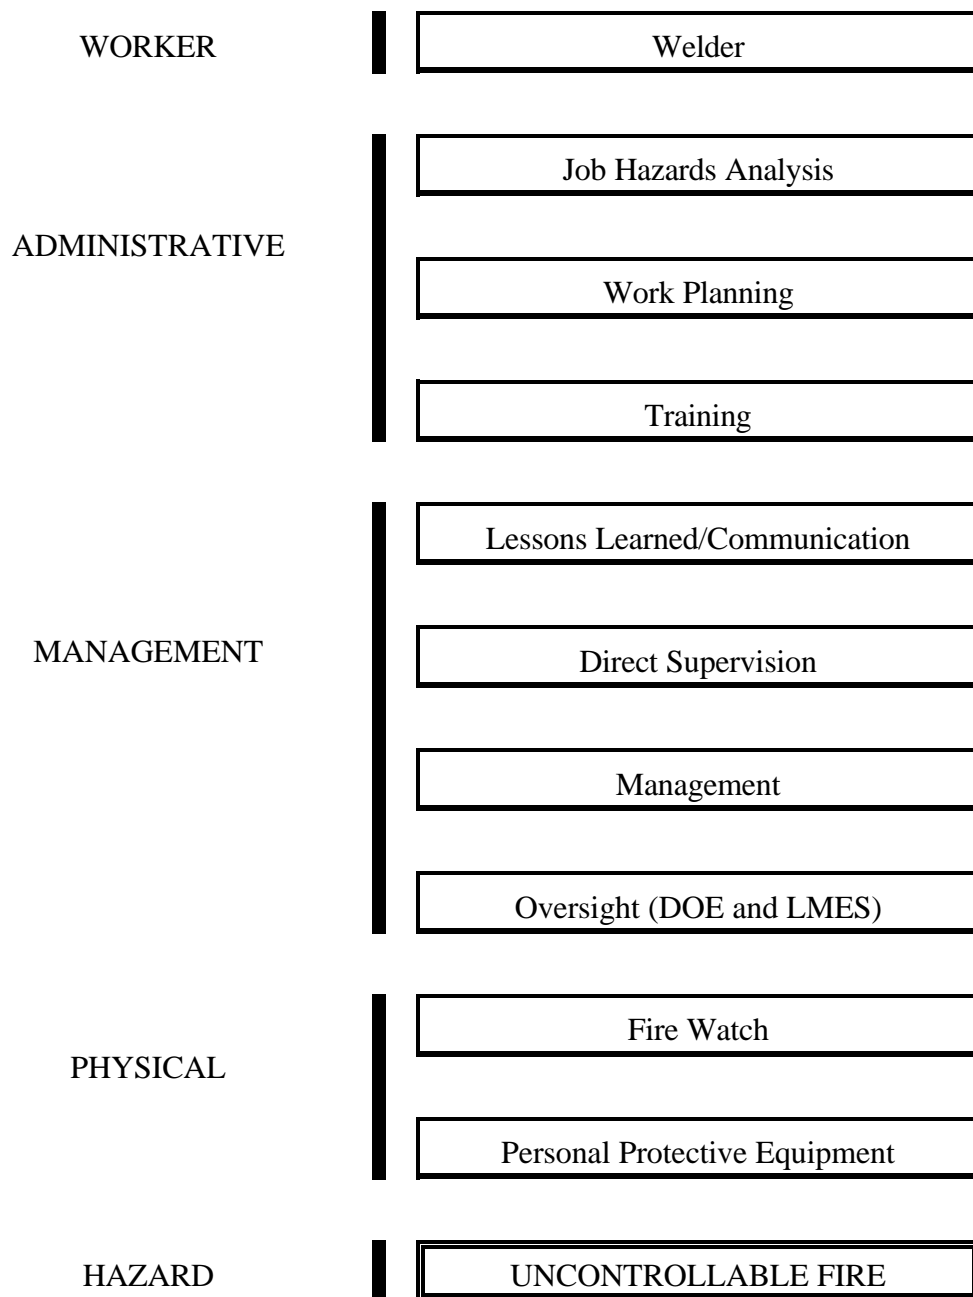 WORKER
Welder
Job Hazards Analysis
ADMINISTRATIVE
Work Planning
Training
Lessons Learned/Communication
MANAGEMENT
Direct Supervision
Management
Oversight (DOE and LMES)
Fire Watch
PHYSICAL
Personal Protective Equipment
HAZARD
UNCONTROLLABLE FIRE